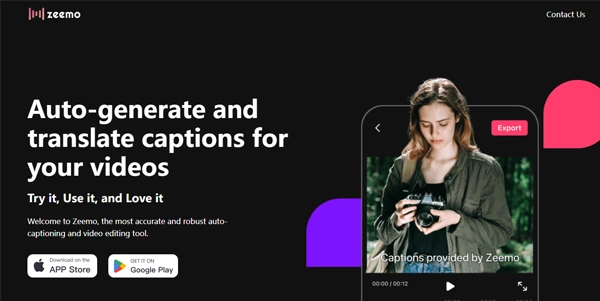 zeemo
Contact Us
Auto-generate and
translate captions for
your videos
Try it, Use it, and Love it
Welcome to Zeemo, the most accurate and robust auto-
captioning and video editing tool.
Download on the
App Store
GET IT ON
Google Play
Export
Captions provided by Zeemo
00:00 / 00:12